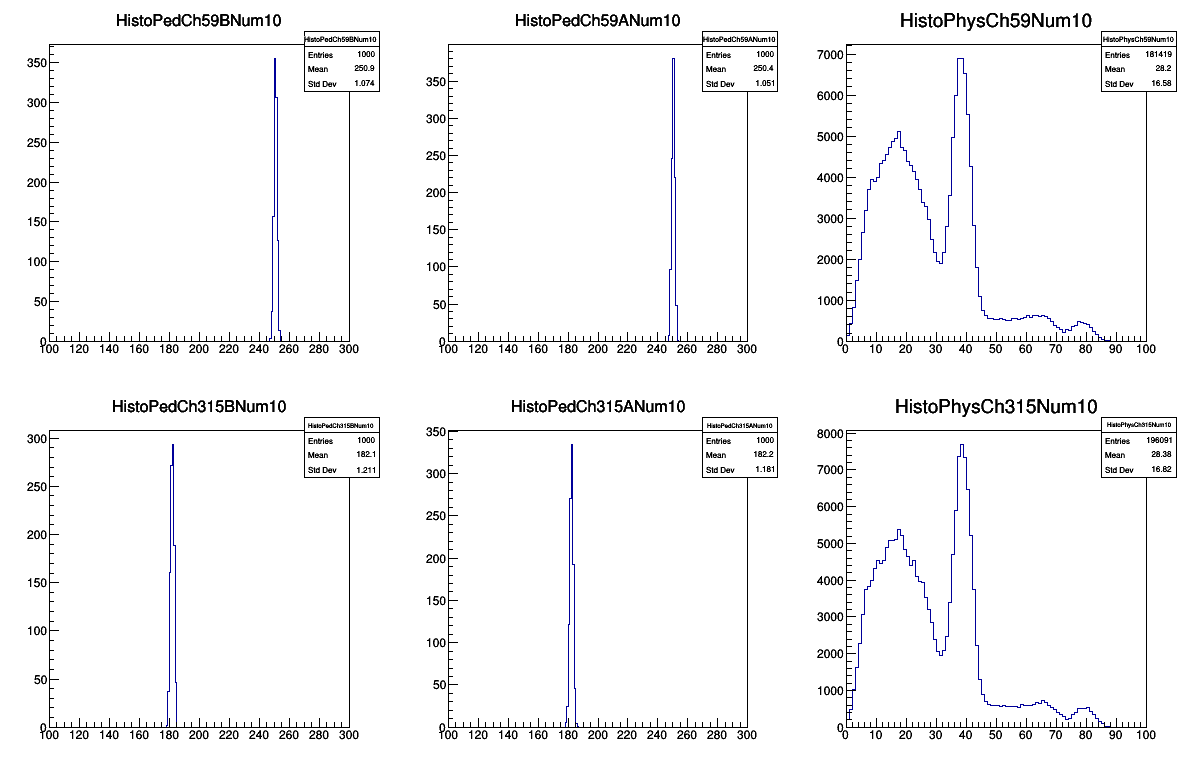 HistoPedCh59BNum10
HistoPedCh59BNum10
Entries 1000
Mean 250.9
Std Dev 1.074
350
300
250
200
150
100
50
0
100 120 140 160 180 200 220 240 260 280 300
HistoPedCh59ANum10
HistoPedCh59ANum10
Entries 1000
Mean 250.4
Std Dev 1.051
350
300
250
200
150
100
50
0
100 120 140 160 180 200 220 240 260 280 300
HistoPhysCh59Num10
HistoPhysCh59Num10
Entries 181419
Mean 28.2
Std Dev 16.58
7000
6000
5000
4000
3000
2000
1000
0
0 10 20 30 40 50 60 70 80 90 100
HistoPedCh315BNum10
HistoPedCh315BNum10
Entries 1000
Mean 182.1
Std Dev 1.211
300
250
200
150
100
50
0
100 120 140 160 180 200 220 240 260 280 300
HistoPedCh315ANum10
HistoPedCh315ANum10
Entries 1000
Mean 182.2
Std Dev 1.181
350
300
250
200
150
100
50
0
100 120 140 160 180 200 220 240 260 280 300
HistoPhysCh315Num10
HistoPhysCh315Num10
Entries 196091
Mean 28.38
Std Dev 16.82
8000
7000
6000
5000
4000
3000
2000
1000
0
0 10 20 30 40 50 60 70 80 90 100